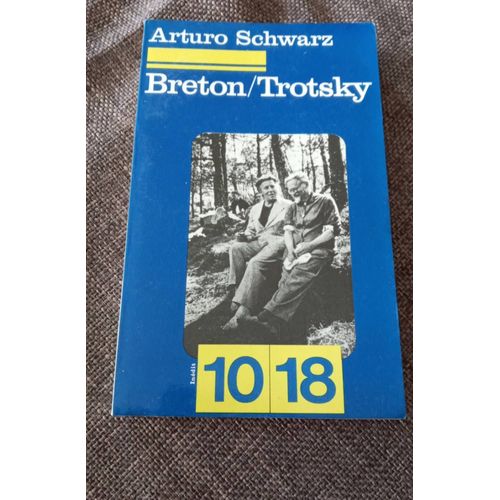 Arturo Schwarz
Breton/Trotsky
Inédit
10 18